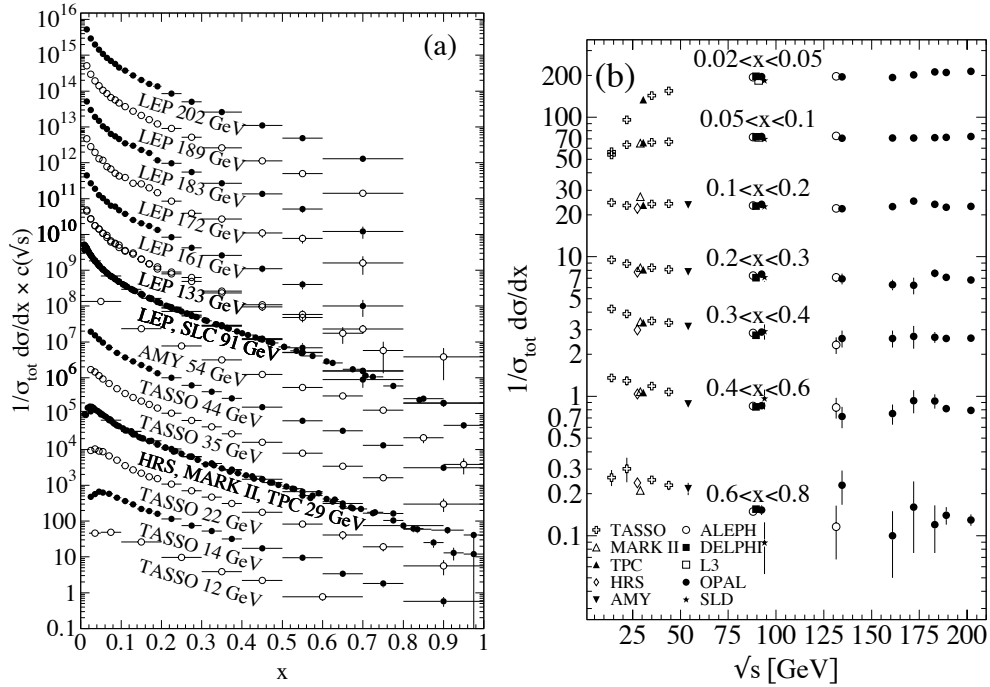 (a)
1/σtot dσ/dx × c(√s)
10^16
10^15
10^14
10^13
10^12
10^11
10^10
10^9
10^8
10^7
10^6
10^5
10^4
10^3
100
10
1
0.1
LEP 202 GeV
LEP 189 GeV
LEP 183 GeV
LEP 172 GeV
LEP 161 GeV
LEP 133 GeV
LEP, SLC 91 GeV
AMY 54 GeV
TASSO 44 GeV
TASSO 35 GeV
HRS, MARK II, TPC 29 GeV
TASSO 22 GeV
TASSO 14 GeV
TASSO 12 GeV
0 0.1 0.2 0.3 0.4 0.5 0.6 0.7 0.8 0.9 1
x
(b)
1/σtot dσ/dx
200
100
70
50
30
20
10
7
5
3
2
1
0.7
0.5
0.3
0.2
0.1
0.02<x<0.05
0.05<x<0.1
0.1<x<0.2
0.2<x<0.3
0.3<x<0.4
0.4<x<0.6
0.6<x<0.8
TASSO ALEPH
MARK II DELPHI
TPC L3
HRS OPAL
AMY SLD
25 50 75 100 125 150 175 200
√s [GeV]